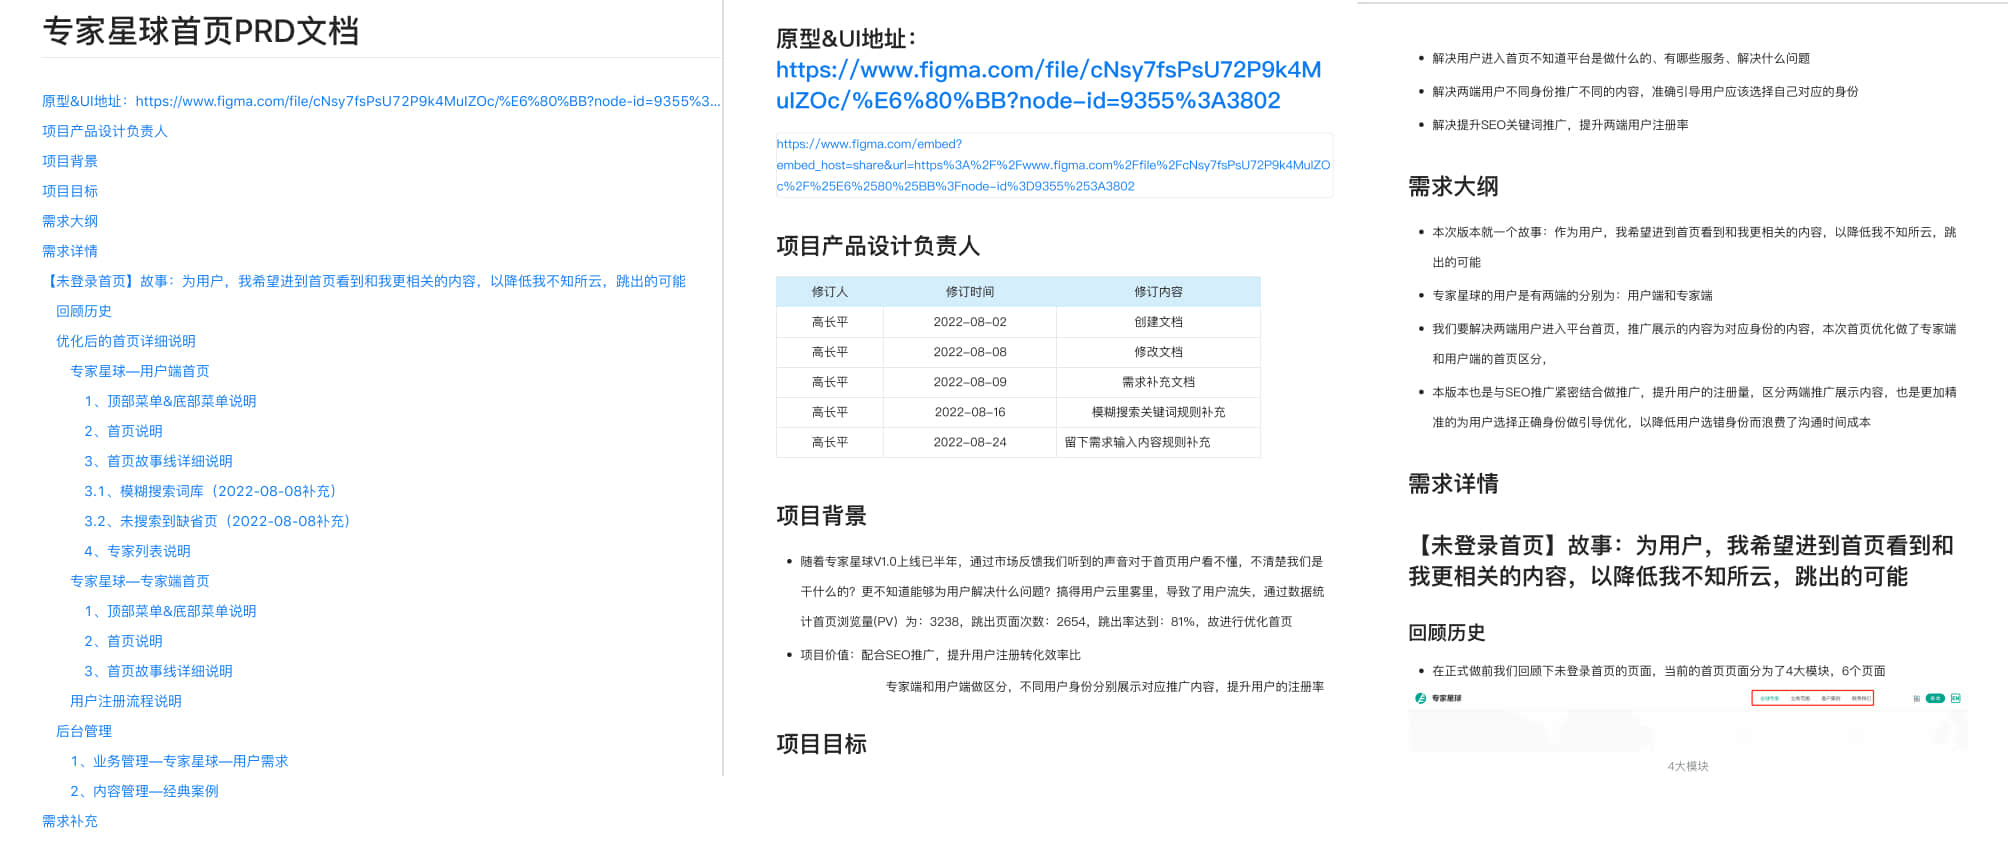 专家星球首页PRD文档
原型&UI地址：https://www.figma.com/file/cNsy7fsPsU72P9k4MuIZOc/%E6%80%BB?node-id=9355%3...
项目产品设计负责人
项目背景
项目目标
需求大纲
需求详情
【未登录首页】故事：为用户，我希望进到首页看到和我更相关的内容，以降低我不知所云，跳出的可能
回顾历史
优化后的首页详细说明
专家星球—用户端首页
1、顶部菜单&底部菜单说明
2、首页说明
3、首页故事线详细说明
3.1、模糊搜索词库（2022-08-08补充）
3.2、未搜索到缺省页（2022-08-08补充）
4、专家列表说明
专家星球—专家端首页
1、顶部菜单&底部菜单说明
2、首页说明
3、首页故事线详细说明
用户注册流程说明
后台管理
1、业务管理—专家星球—用户需求
2、内容管理—经典案例
需求补充
原型&UI地址：
https://www.figma.com/file/cNsy7fsPsU72P9k4M
uIZOc/%E6%80%BB?node-id=9355%3A3802
https://www.figma.com/embed?
embed_host=share&url=https%3A%2F%2Fwww.figma.com%2Ffile%2FcNsy7fsPsU72P9k4MuIZO
c%2F%25E6%2580%25BB%3Fnode-id%3D9355%253A3802
项目产品设计负责人
修订人 修订时间 修订内容
高长平 2022-08-02 创建文档
高长平 2022-08-08 修改文档
高长平 2022-08-09 需求补充文档
高长平 2022-08-16 模糊搜索关键词规则补充
高长平 2022-08-24 留下需求输入内容规则补充
项目背景
随着专家星球V1.0上线已半年，通过市场反馈我们听到的声音对于首页用户看不懂，不清楚我们是
干什么的？更不知道能够为用户解决什么问题？搞得用户云里雾里，导致了用户流失，通过数据统
计首页浏览量(PV）为：3238，跳出页面次数：2654，跳出率达到：81%，故进行优化首页
项目价值：配合SEO推广，提升用户注册转化效率比
专家端和用户端做区分，不同用户身份分别展示对应推广内容，提升用户的注册率
项目目标
解决用户进入首页不知道平台是做什么的、有哪些服务、解决什么问题
解决两端用户不同身份推广不同的内容，准确引导用户应该选择自己对应的身份
解决提升SEO关键词推广，提升两端用户注册率
需求大纲
本次版本就一个故事：作为用户，我希望进到首页看到和我更相关的内容，以降低我不知所云，跳
出的可能
专家星球的用户是有两端的分别为：用户端和专家端
我们要解决两端用户进入平台首页，推广展示的内容为对应身份的内容，本次首页优化做了专家端
和用户端的首页区分，
本版本也是与SEO推广紧密结合做推广，提升用户的注册量，区分两端推广展示内容，也是更加精
准的为用户选择正确身份做引导优化，以降低用户选错身份而浪费了沟通时间成本
需求详情
【未登录首页】故事：为用户，我希望进到首页看到和
我更相关的内容，以降低我不知所云，跳出的可能
回顾历史
在正式做前我们回顾下未登录首页的页面，当前的首页页面分为了4大模块，6个页面
专家星球
4大模块